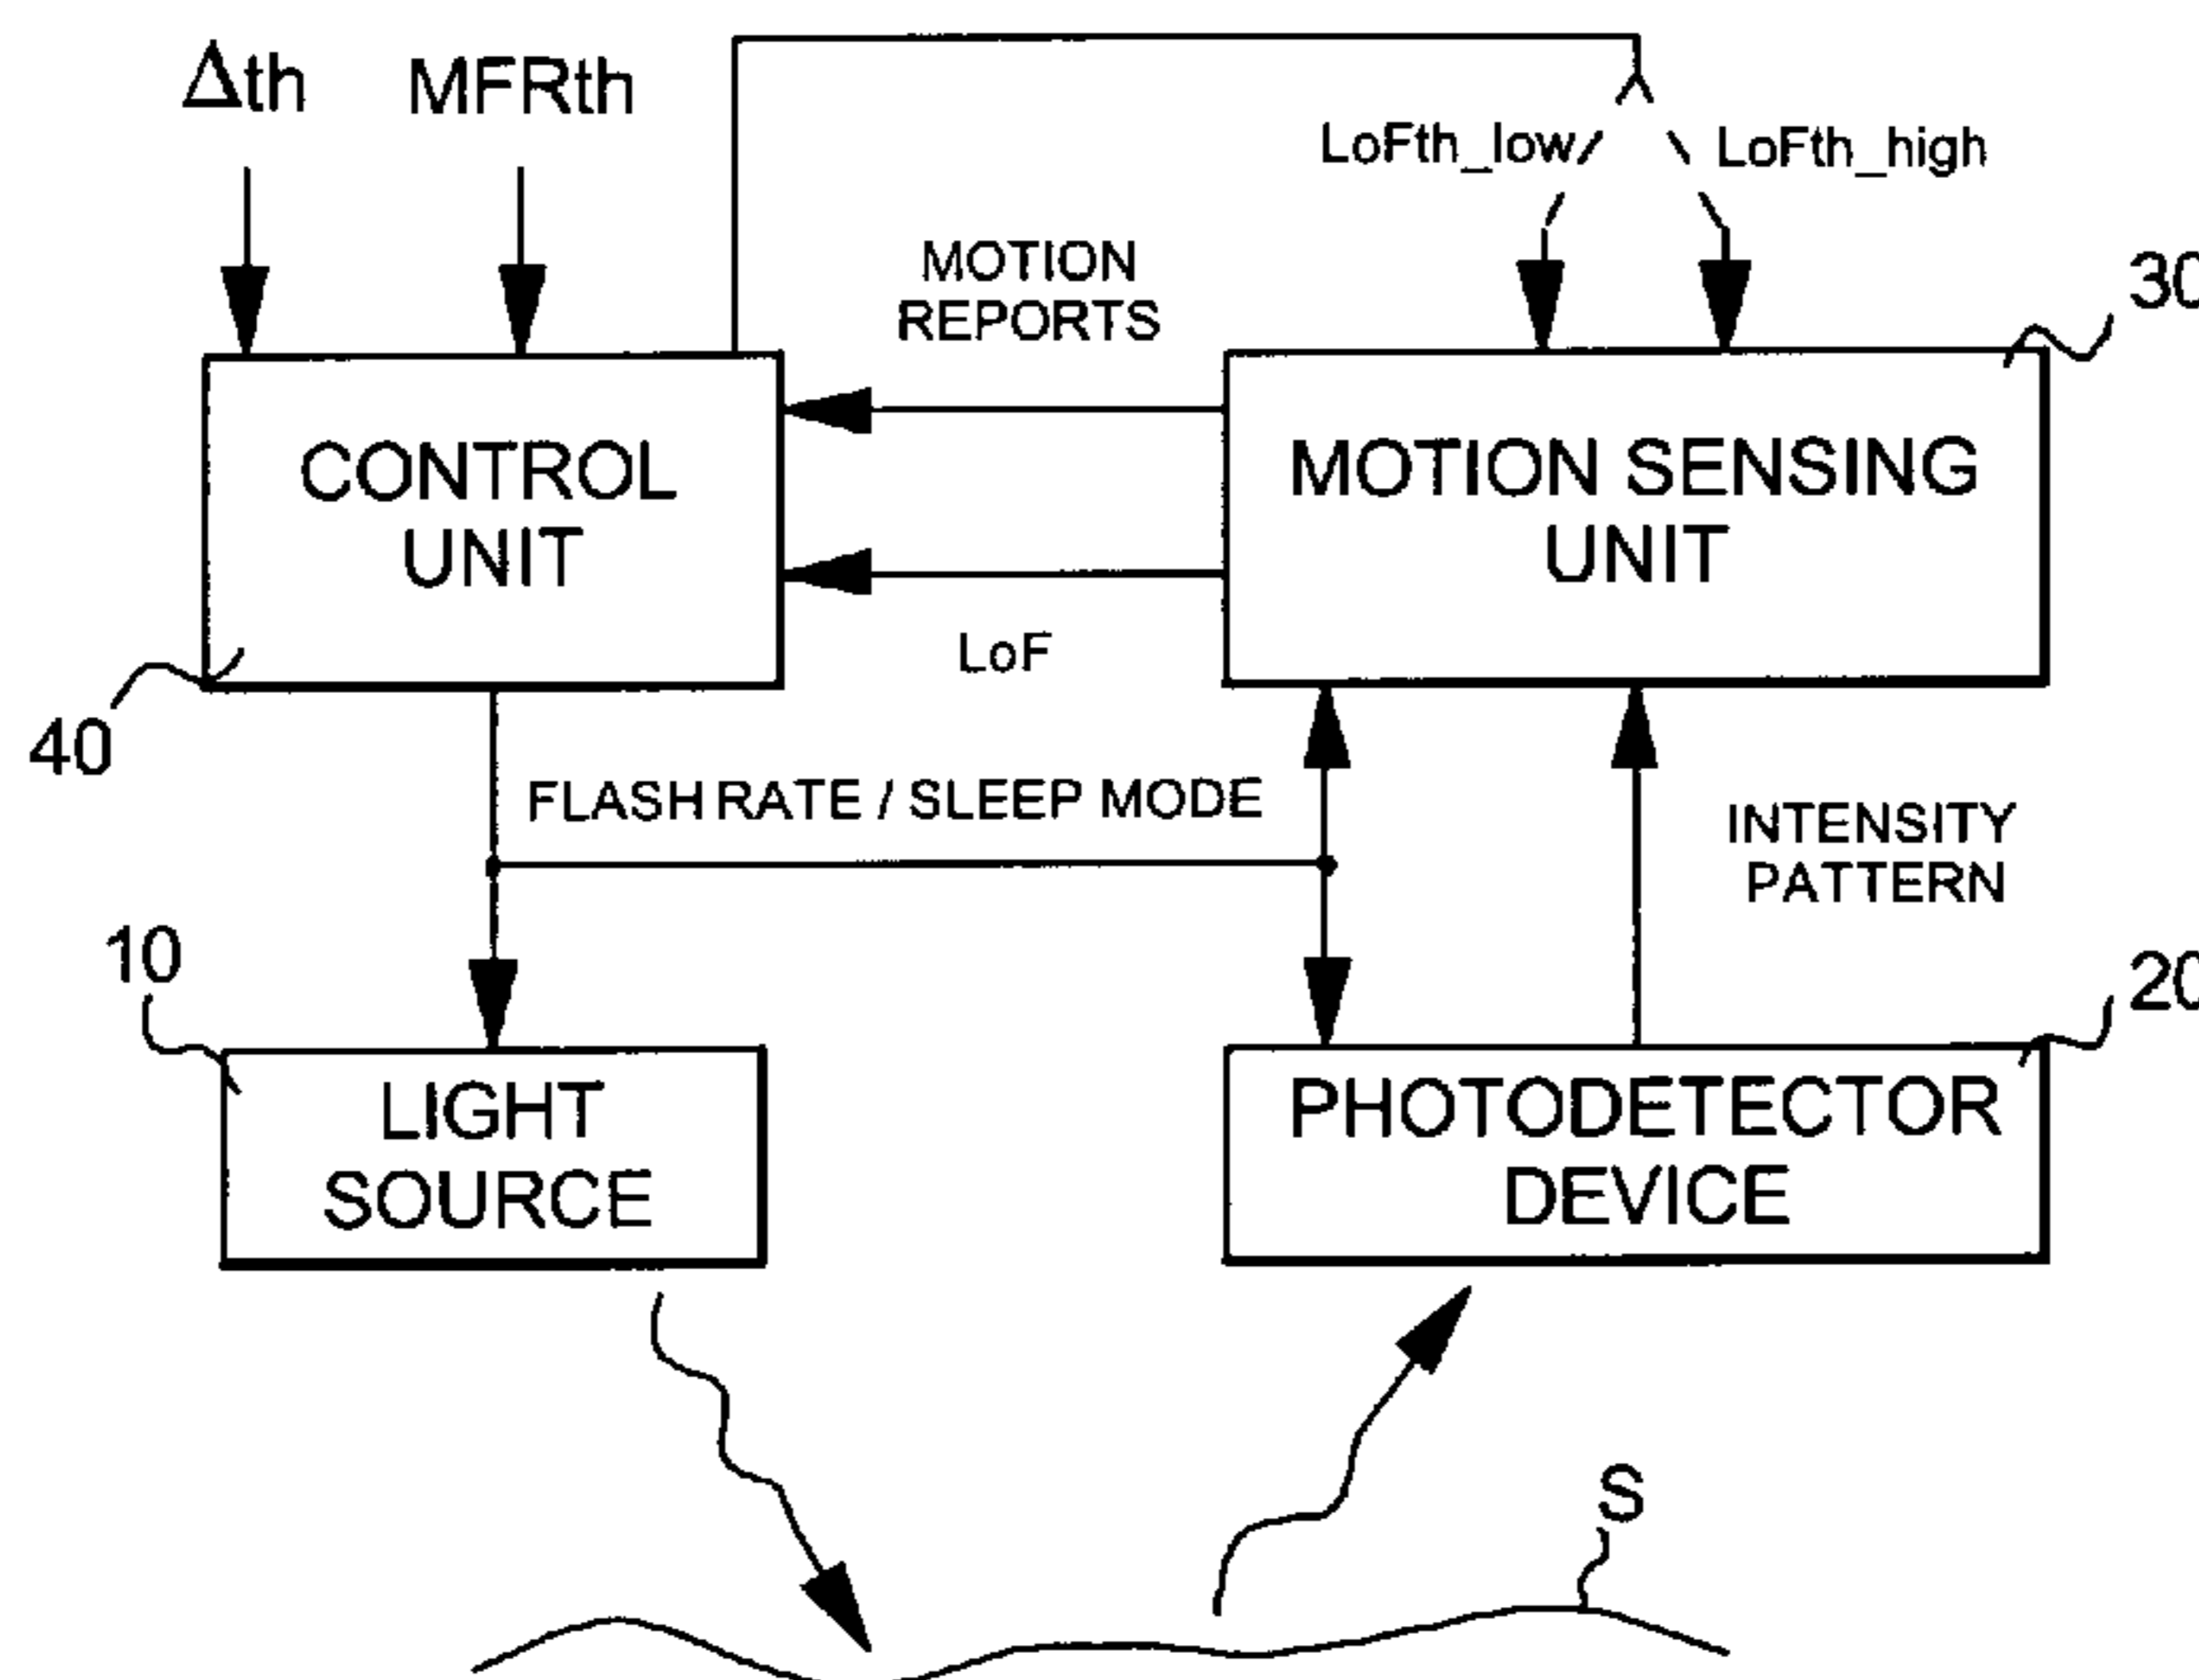 Δth MFRth
LoFth_low LoFth_high
MOTION
REPORTS
30
CONTROL
UNIT
MOTION SENSING
UNIT
LoF
40
FLASH RATE / SLEEP MODE
INTENSITY
PATTERN
10
20
LIGHT
SOURCE
PHOTODETECTOR
DEVICE
S